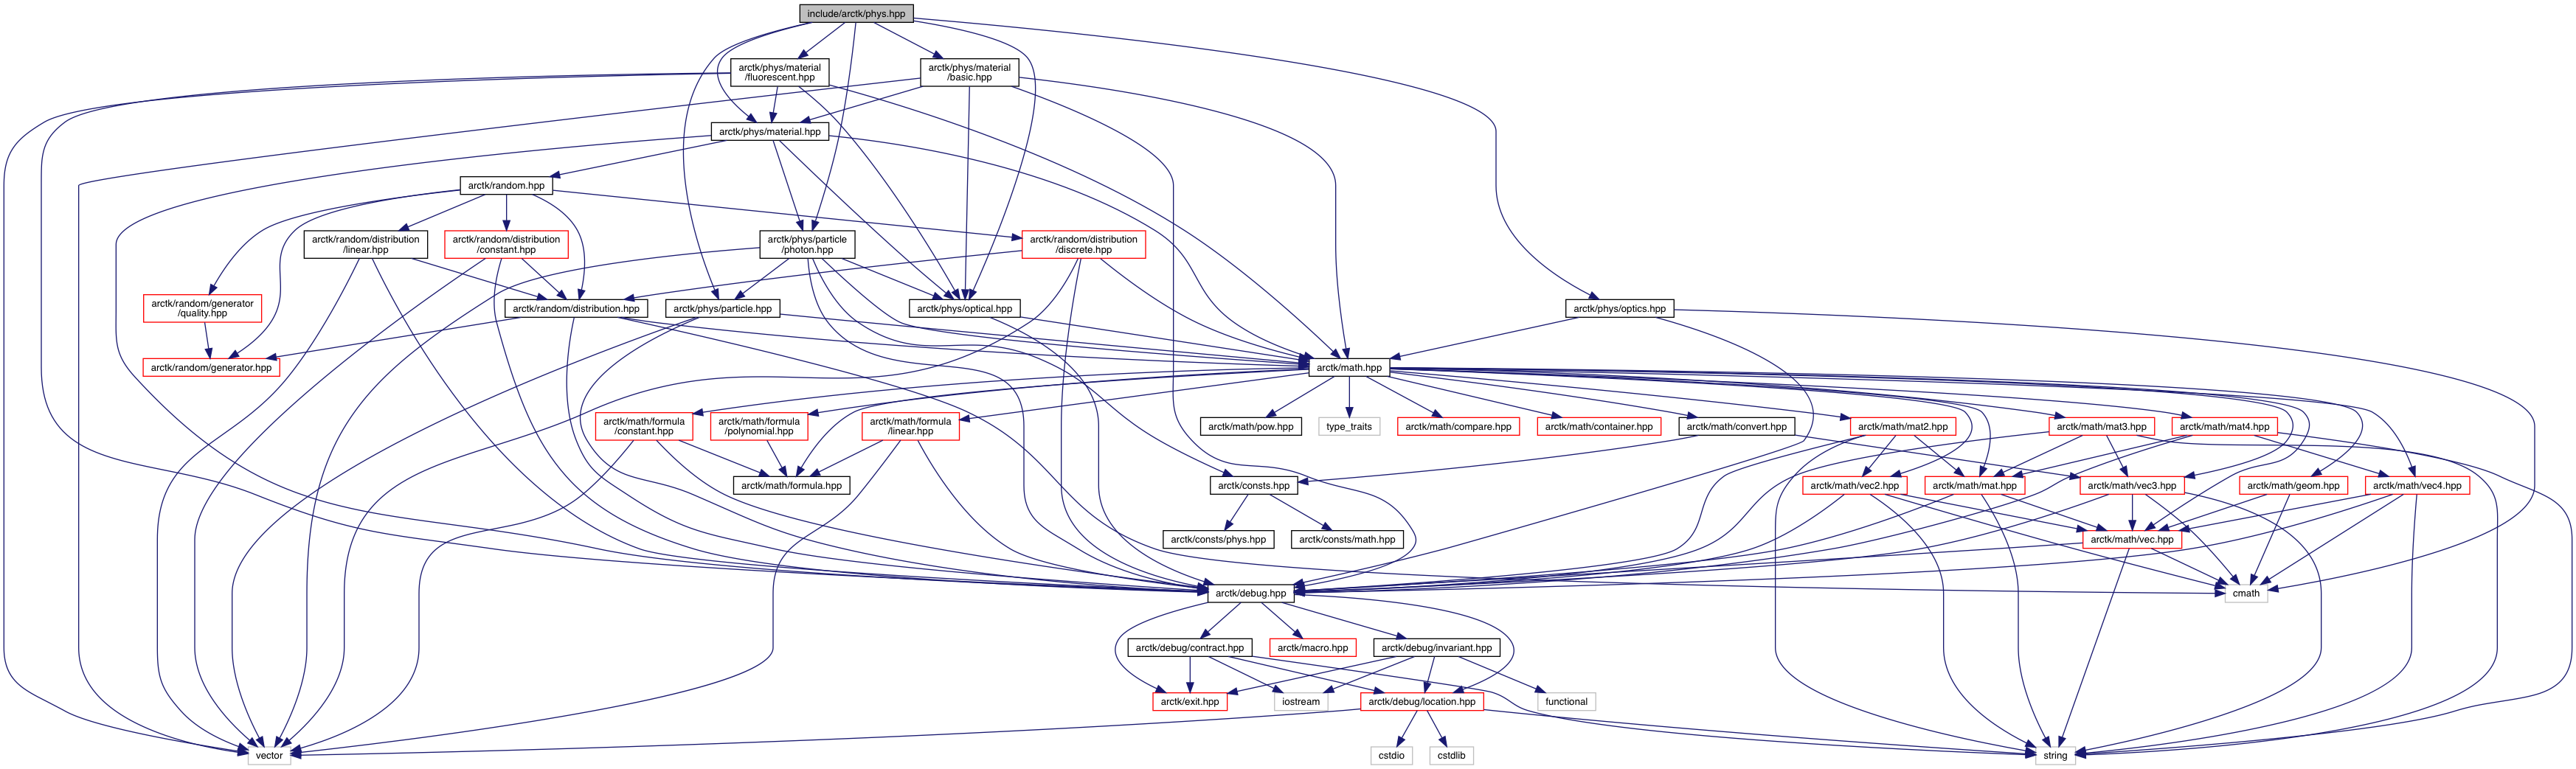 include/arctk/phys.hpp
arctk/phys/material
/fluorescent.hpp
arctk/phys/material
/basic.hpp
arctk/phys/material.hpp
arctk/random.hpp
arctk/random/distribution
/linear.hpp
arctk/random/distribution
/constant.hpp
arctk/phys/particle
/photon.hpp
arctk/random/distribution
/discrete.hpp
arctk/random/generator
/quality.hpp
arctk/random/distribution.hpp
arctk/phys/particle.hpp
arctk/phys/optical.hpp
arctk/phys/optics.hpp
arctk/random/generator.hpp
arctk/math.hpp
arctk/math/formula
/constant.hpp
arctk/math/formula
/polynomial.hpp
arctk/math/formula
/linear.hpp
arctk/math/pow.hpp
type_traits
arctk/math/compare.hpp
arctk/math/container.hpp
arctk/math/convert.hpp
arctk/math/mat2.hpp
arctk/math/mat3.hpp
arctk/math/mat4.hpp
arctk/math/formula.hpp
arctk/consts.hpp
arctk/math/vec2.hpp
arctk/math/mat.hpp
arctk/math/vec3.hpp
arctk/math/geom.hpp
arctk/math/vec4.hpp
arctk/consts/phys.hpp
arctk/consts/math.hpp
arctk/math/vec.hpp
arctk/debug.hpp
cmath
arctk/debug/contract.hpp
arctk/macro.hpp
arctk/debug/invariant.hpp
arctk/exit.hpp
iostream
arctk/debug/location.hpp
functional
vector
cstdio
cstdlib
string